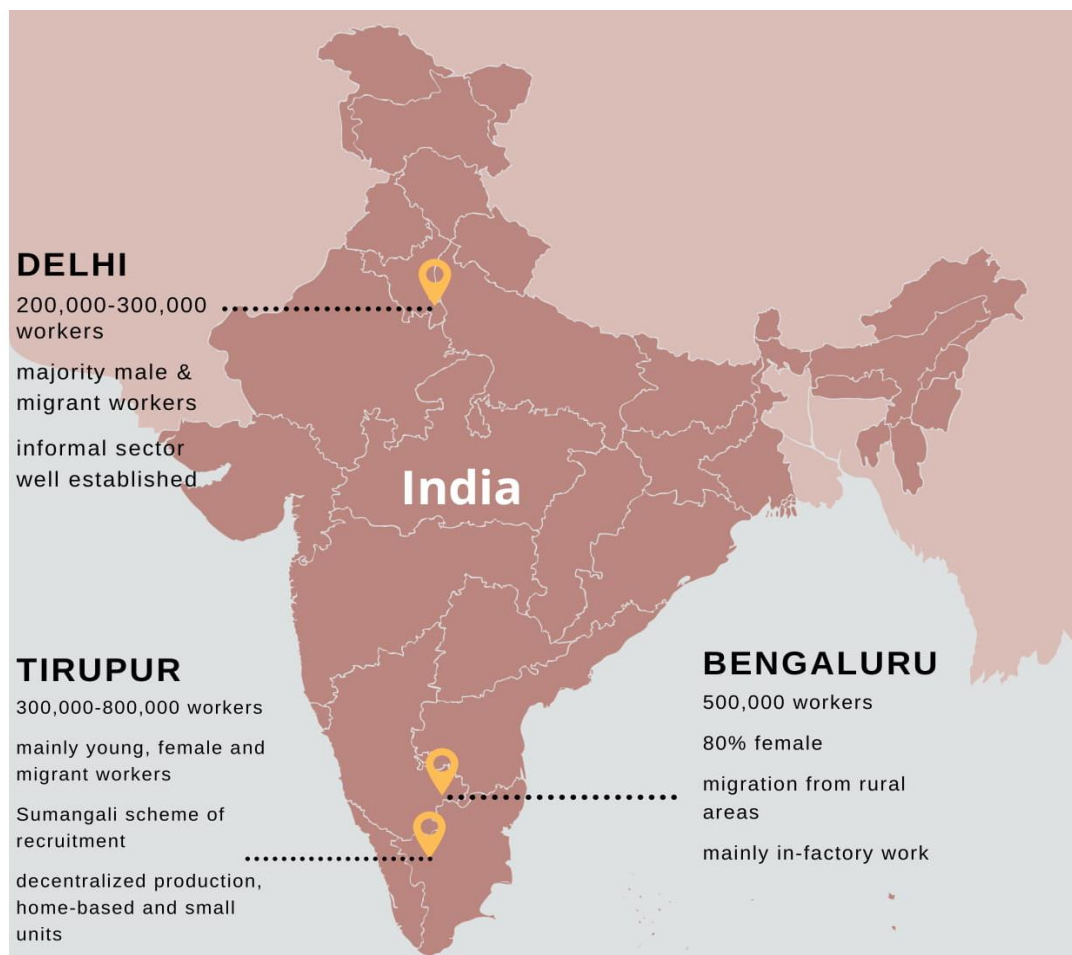 DELHI
200,000-300,000
workers
majority male &
migrant workers
informal sector
well established
India
TIRUPUR
300,000-800,000 workers
mainly young, female and
migrant workers
Sumangali scheme of
recruitment
decentralized production,
home-based and small
units
BENGALURU
500,000 workers
80% female
migration from rural
areas
mainly in-factory work